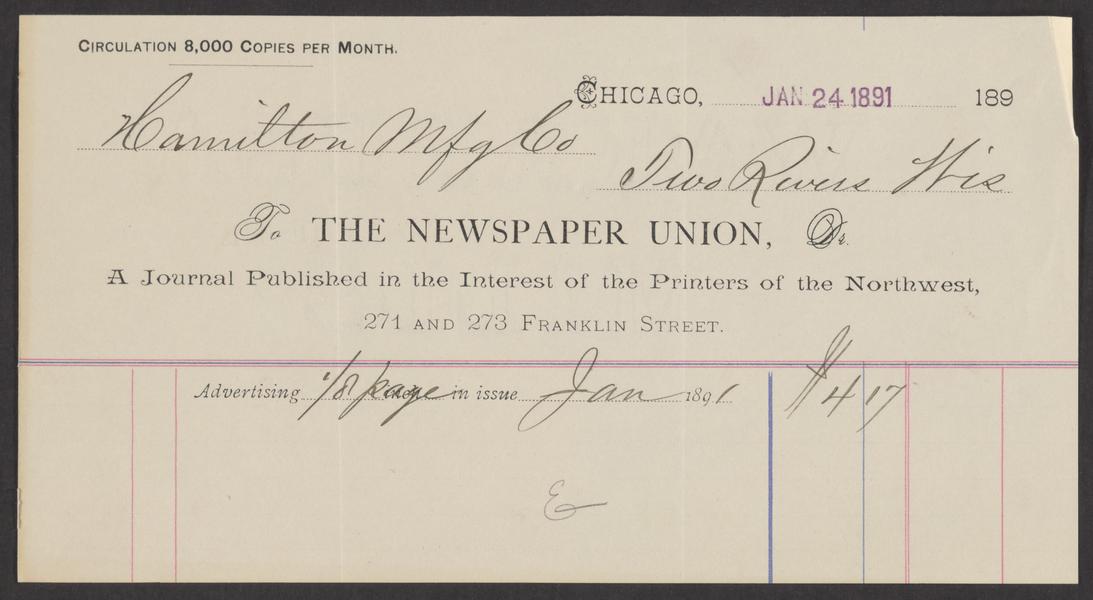 CIRCULATION 8,000 COPIES PER MONTH.
CHICAGO, JAN 24 1891 189
Hamilton Mfg Co
Two Rivers Wis
To THE NEWSPAPER UNION, Dr.
A Journal Published in the Interest of the Printers of the Northwest,
271 AND 273 FRANKLIN STREET.
Advertising 1/8 page in issue Jan 1891 $4 17